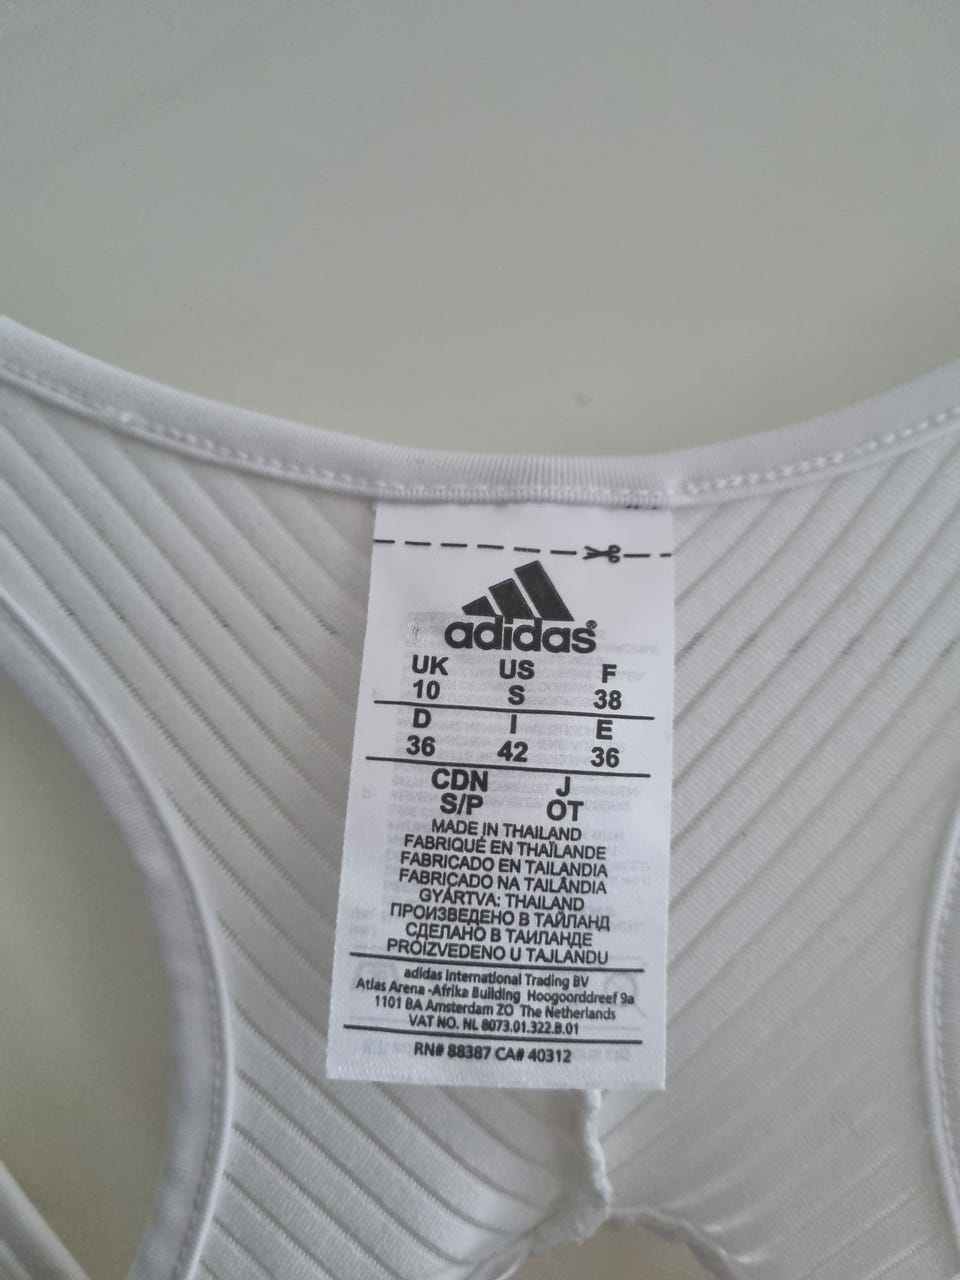 adidas®
UK US F
10 S 38
D I E
36 42 36
CDN J
S/P OT
MADE IN THAILAND
FABRIQUÉ EN THAÏLANDE
FABRICADO EN TAILANDIA
FABRICADO NA TAILÂNDIA
GYÁRTVA: THAILAND
ПРОИЗВЕДЕНО В ТАЙЛАНД
СДЕЛАНО В ТАИЛАНДЕ
PROIZVEDENO U TAJLANDU
adidas International Trading BV
Atlas Arena -Afrika Building Hoogoorddreef 9a
1101 BA Amsterdam ZO The Netherlands
VAT NO. NL 8073.01.322.B.01
RN# 88387 CA# 40312